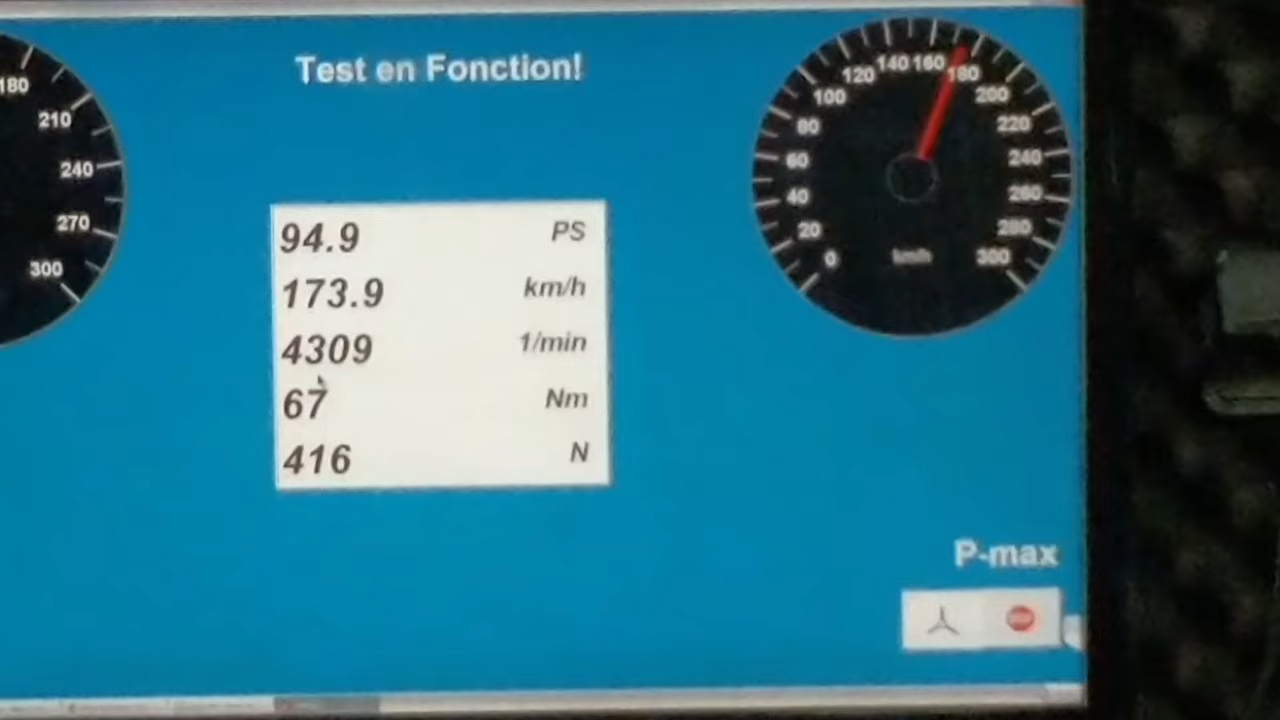 Test en Fonction!
180
210
240
270
300
94.9 PS
173.9 km/h
4309 1/min
67 Nm
416 N
0
20
40
60
80
100
120
140
160
180
200
220
240
260
280
300
km/h
P-max